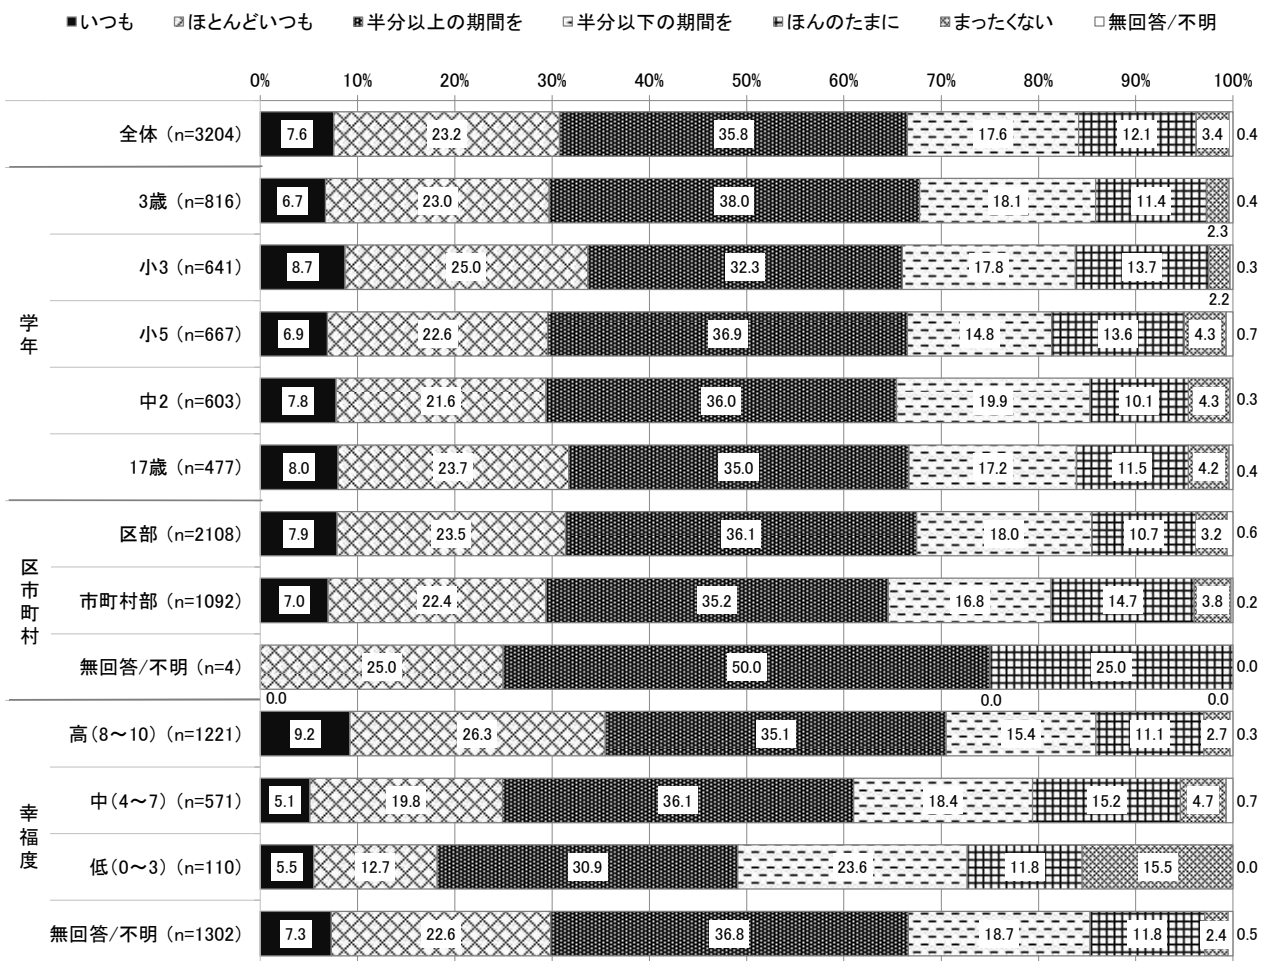 いつも ほとんどいつも 半分以上の期間を 半分以下の期間を ほんのたまに まったくない 無回答/不明
0% 10% 20% 30% 40% 50% 60% 70% 80% 90% 100%
全体 (n=3204) 7.6 23.2 35.8 17.6 12.1 3.4 0.4
学年
3歳 (n=816) 6.7 23.0 38.0 18.1 11.4 2.3 0.4
小3 (n=641) 8.7 25.0 32.3 17.8 13.7 2.2 0.3
小5 (n=667) 6.9 22.6 36.9 14.8 13.6 4.3 0.7
中2 (n=603) 7.8 21.6 36.0 19.9 10.1 4.3 0.3
17歳 (n=477) 8.0 23.7 35.0 17.2 11.5 4.2 0.4
区市町村
区部 (n=2108) 7.9 23.5 36.1 18.0 10.7 3.2 0.6
市町村部 (n=1092) 7.0 22.4 35.2 16.8 14.7 3.8 0.2
無回答/不明 (n=4) 0.0 25.0 50.0 0.0 25.0 0.0 0.0
幸福度
高(8～10) (n=1221) 9.2 26.3 35.1 15.4 11.1 2.7 0.3
中(4～7) (n=571) 5.1 19.8 36.1 18.4 15.2 4.7 0.7
低(0～3) (n=110) 5.5 12.7 30.9 23.6 11.8 15.5 0.0
無回答/不明 (n=1302) 7.3 22.6 36.8 18.7 11.8 2.4 0.5